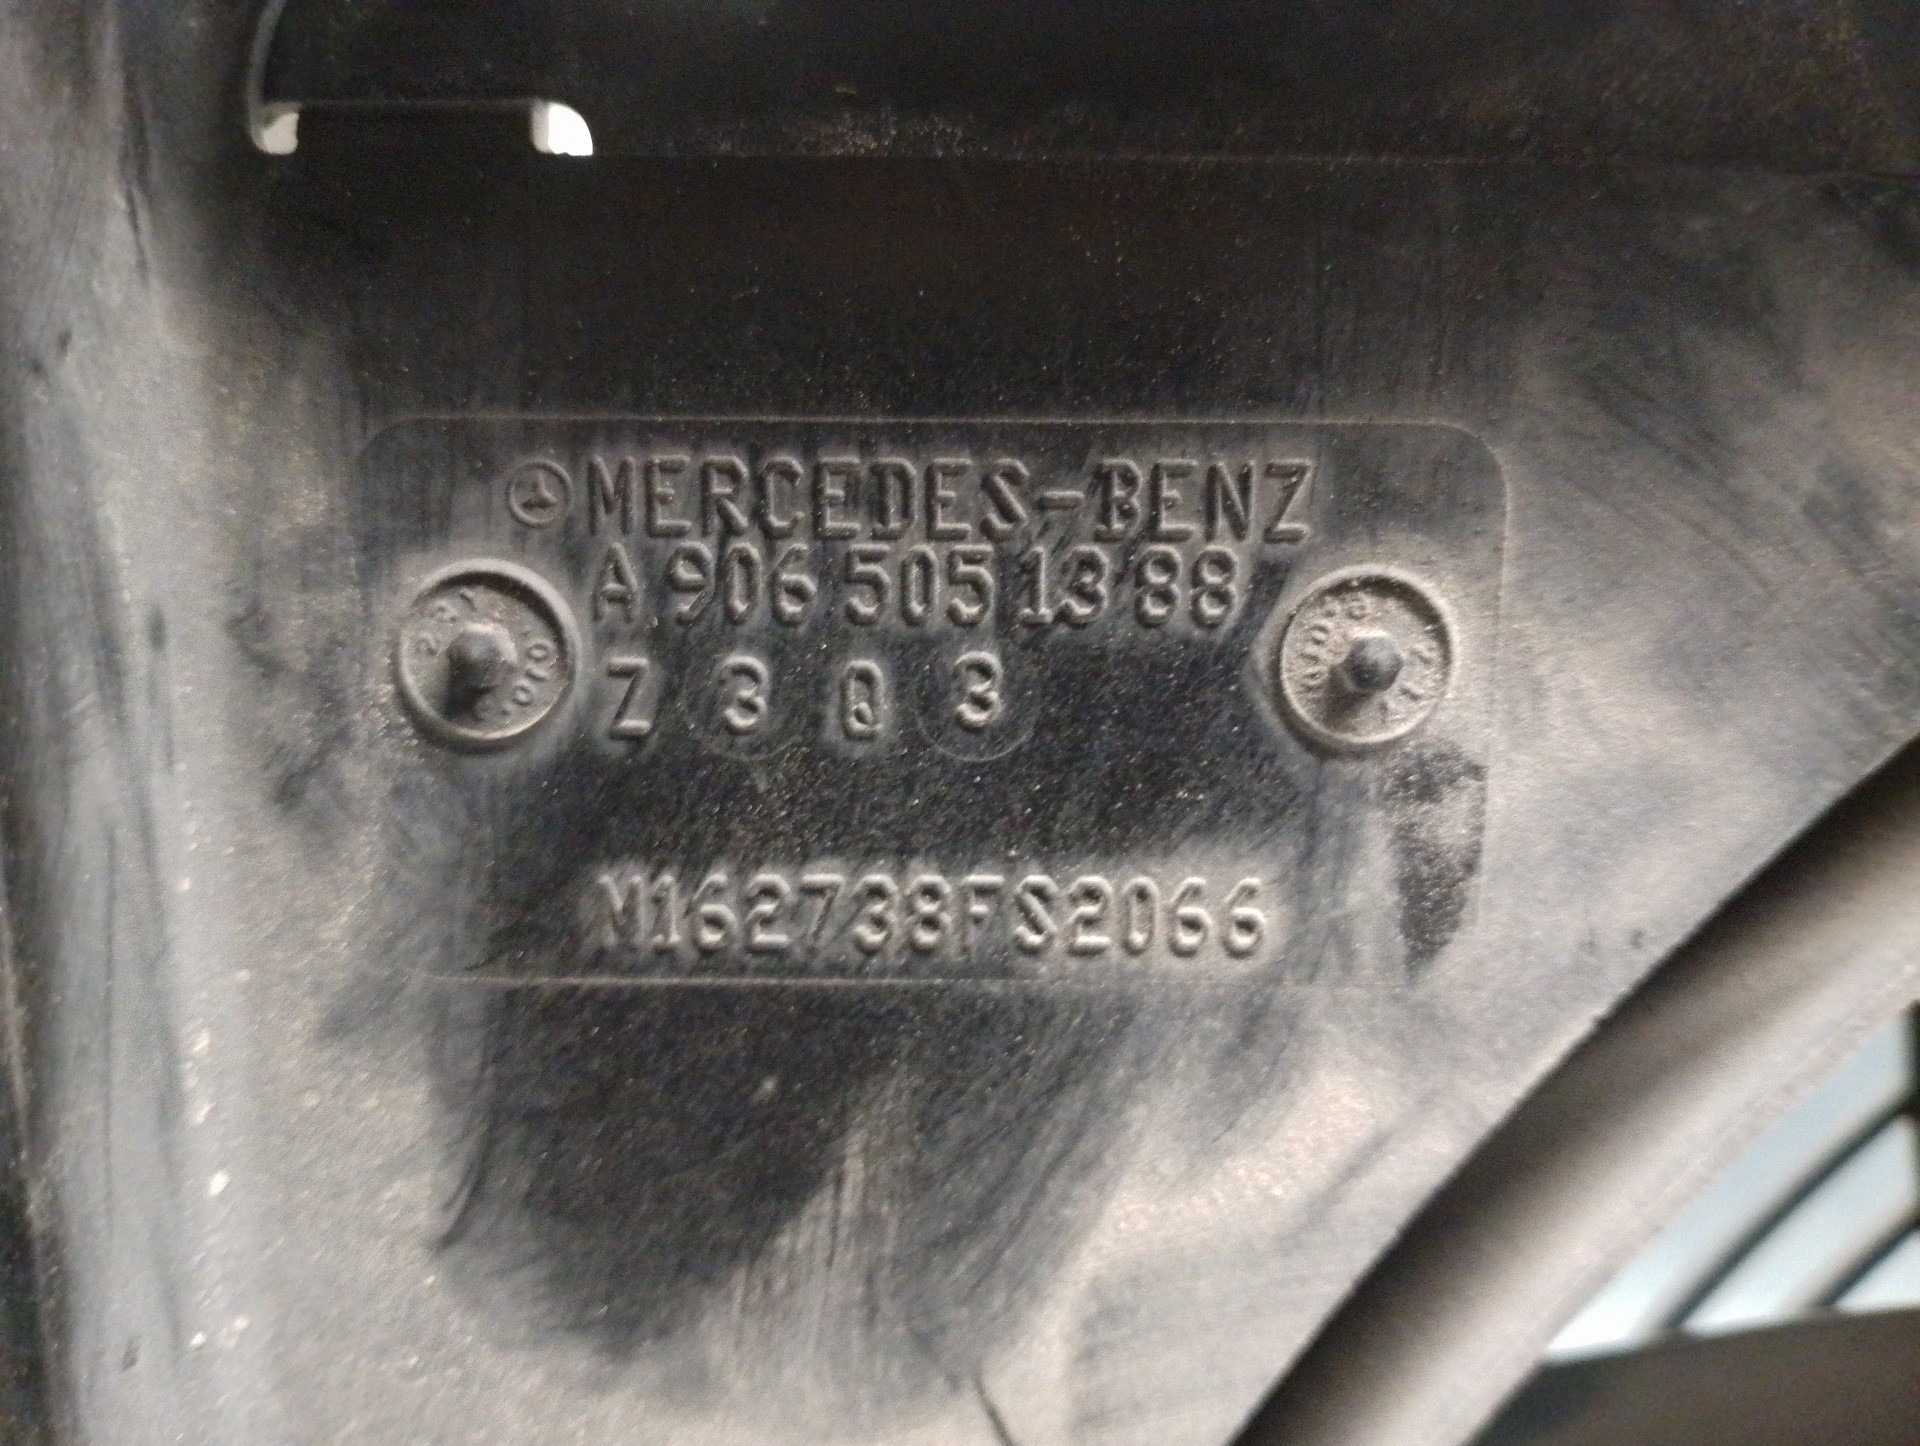 MERCEDES-BENZ
A 906 505 13 88
Z 3 0 3
M162738FS2066